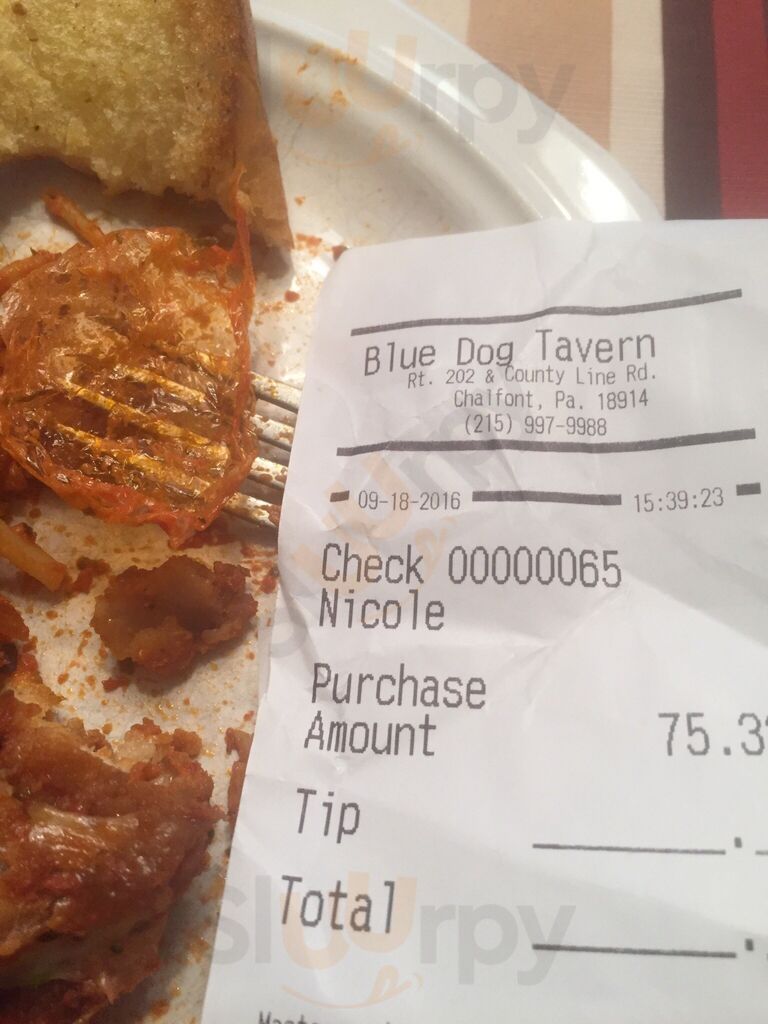 Blue Dog Tavern
Rt. 202 & County Line Rd.
Chalfont, Pa. 18914
(215) 997-9988
09-18-2016 15:39:23
Check 00000065
Nicole
Purchase
Amount 75.3
Tip
Total
Slurpy